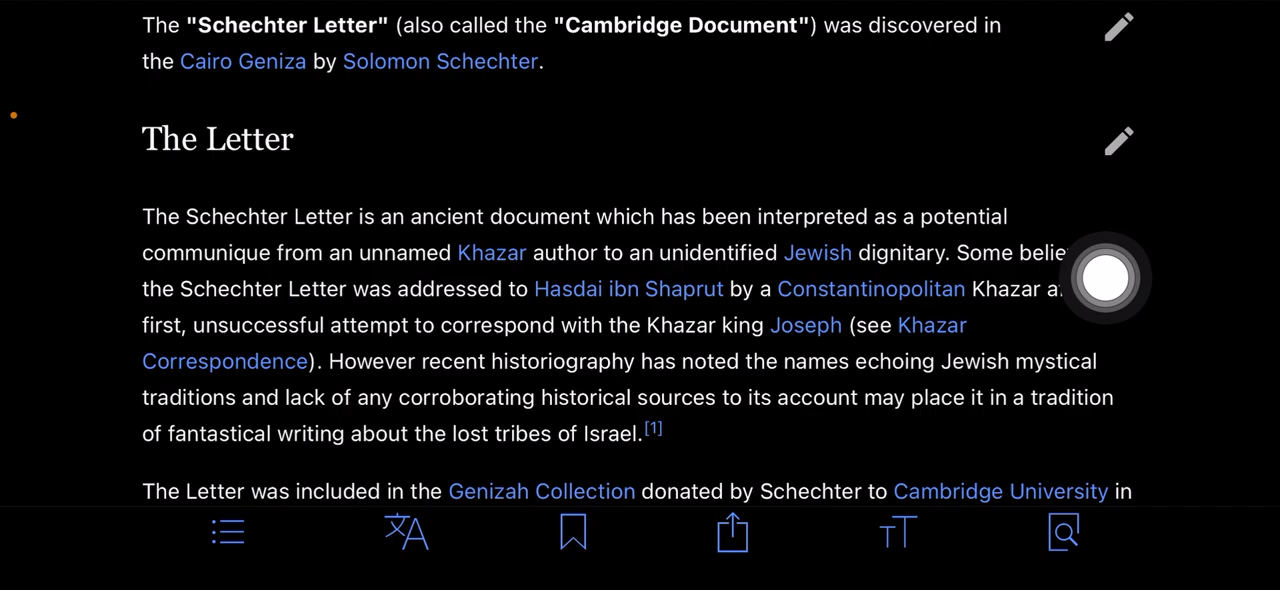 The "Schechter Letter" (also called the "Cambridge Document") was discovered in
the Cairo Geniza by Solomon Schechter.
The Letter
The Schechter Letter is an ancient document which has been interpreted as a potential
communique from an unnamed Khazar author to an unidentified Jewish dignitary. Some
the Schechter Letter was addressed to Hasdai ibn Shaprut by a Constantinopolitan Khazar
first, unsuccessful attempt to correspond with the Khazar king Joseph (see Khazar
Correspondence). However recent historiography has noted the names echoing Jewish mystical
traditions and lack of any corroborating historical sources to its account may place it in a tradition
of fantastical writing about the lost tribes of Israel.[1]
The Letter was included in the Genizah Collection donated by Schechter to Cambridge University in